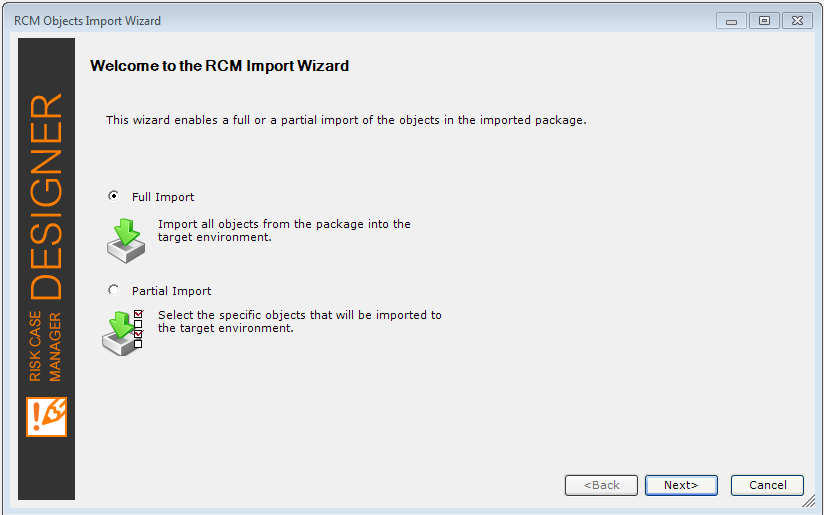 RCM Objects Import Wizard
Welcome to the RCM Import Wizard
This wizard enables a full or a partial import of the objects in the imported package.
Full Import
Import all objects from the package into the
target environment.
Partial Import
Select the specific objects that will be imported to
the target environment.
RISK CASE
MANAGER
DESIGNER
<Back
Next>
Cancel